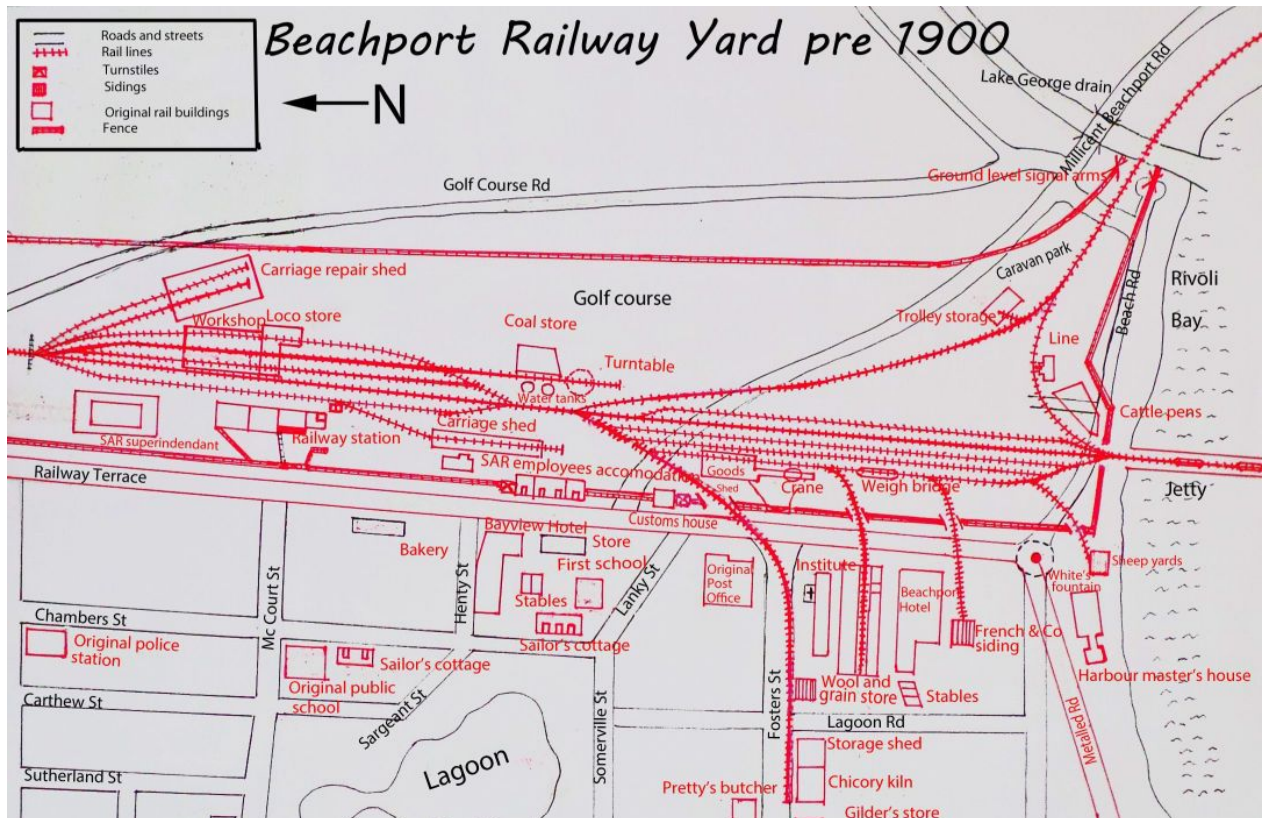 Beachport Railway Yard pre 1900
Roads and streets
Rail lines
Turnstiles
Sidings
Original rail buildings
Fence
N
Lake George drain
Millicent Beachport Rd
Golf Course Rd
Ground level signal arms
Carriage repair shed
Caravan park
Golf course
Beach Rd
Rivoli
Bay
Workshop
Loco store
Coal store
Trolley storage
Line
Turntable
Water tanks
Cattle pens
Carriage shed
SAR superindendant
Railway station
SAR employees accomodation
Goods
Shed
Crane
Weigh bridge
Railway Terrace
Jetty
Customs house
Bayview Hotel
Bakery
Store
First school
Original
Post
Office
Institute
Beachport
Hotel
White's
fountain
Sheep yards
Mc Court St
Henty St
Stables
Lanky St
Chambers St
Original police
station
Sailor's cottage
Sailor's cottage
French & Co
siding
Harbour master's house
Original public
school
Wool and
grain store
Stables
Carthew St
Sargeant St
Somerville St
Fosters St
Lagoon Rd
Metalled Rd
Lagoon
Storage shed
Sutherland St
Pretty's butcher
Chicory kiln
Gilder's store